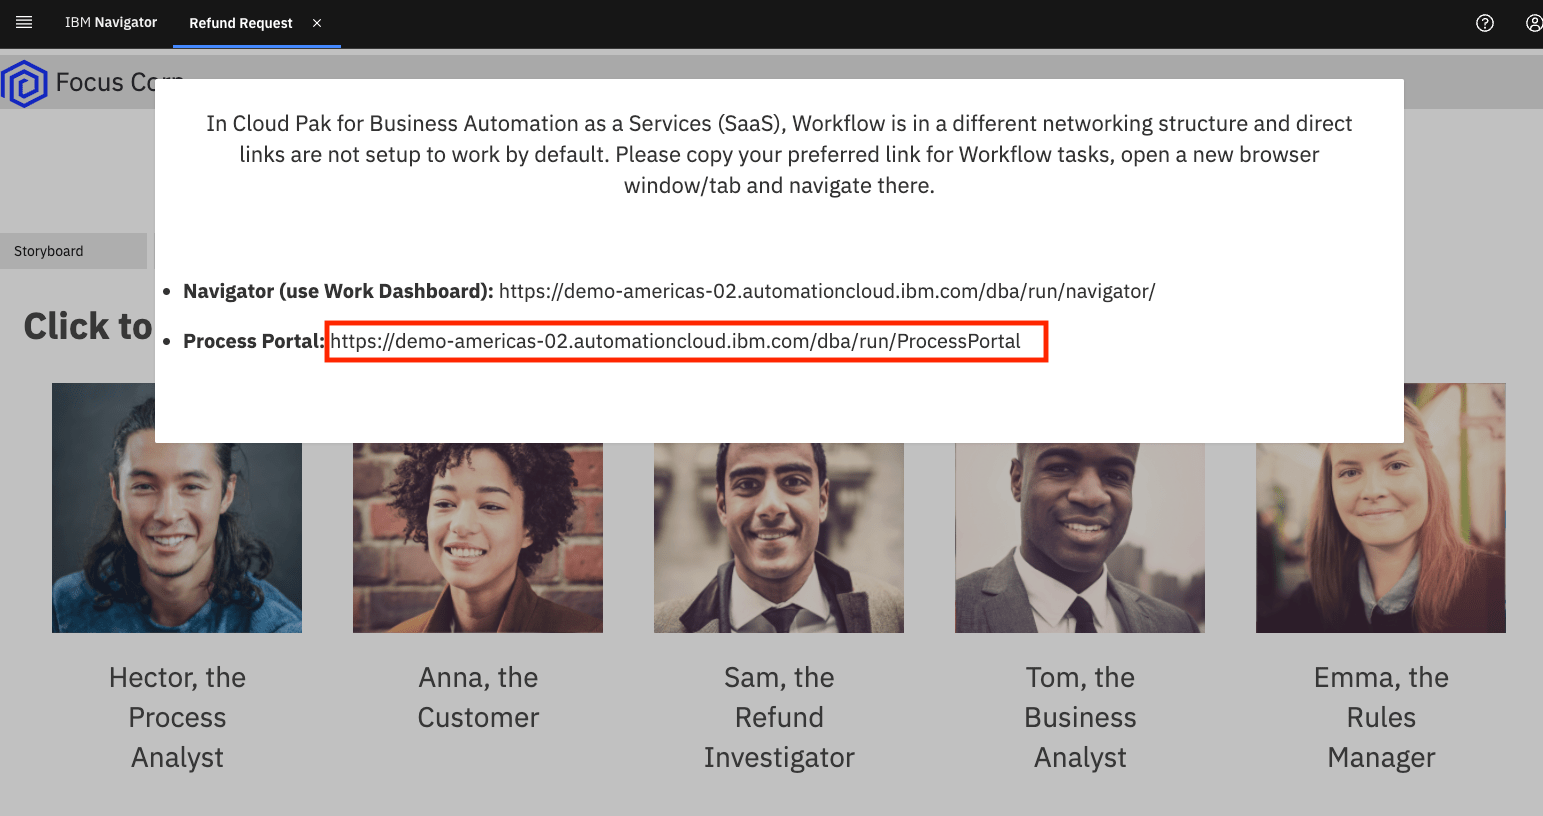 IBM Navigator
Refund Request
Focus Corp
In Cloud Pak for Business Automation as a Services (SaaS), Workflow is in a different networking structure and direct
links are not setup to work by default. Please copy your preferred link for Workflow tasks, open a new browser
window/tab and navigate there.
Storyboard
Navigator (use Work Dashboard): https://demo-americas-02.automationcloud.ibm.com/dba/run/navigator/
Click to
Process Portal: https://demo-americas-02.automationcloud.ibm.com/dba/run/ProcessPortal
Hector, the
Process
Analyst
Anna, the
Customer
Sam, the
Refund
Investigator
Tom, the
Business
Analyst
Emma, the
Rules
Manager